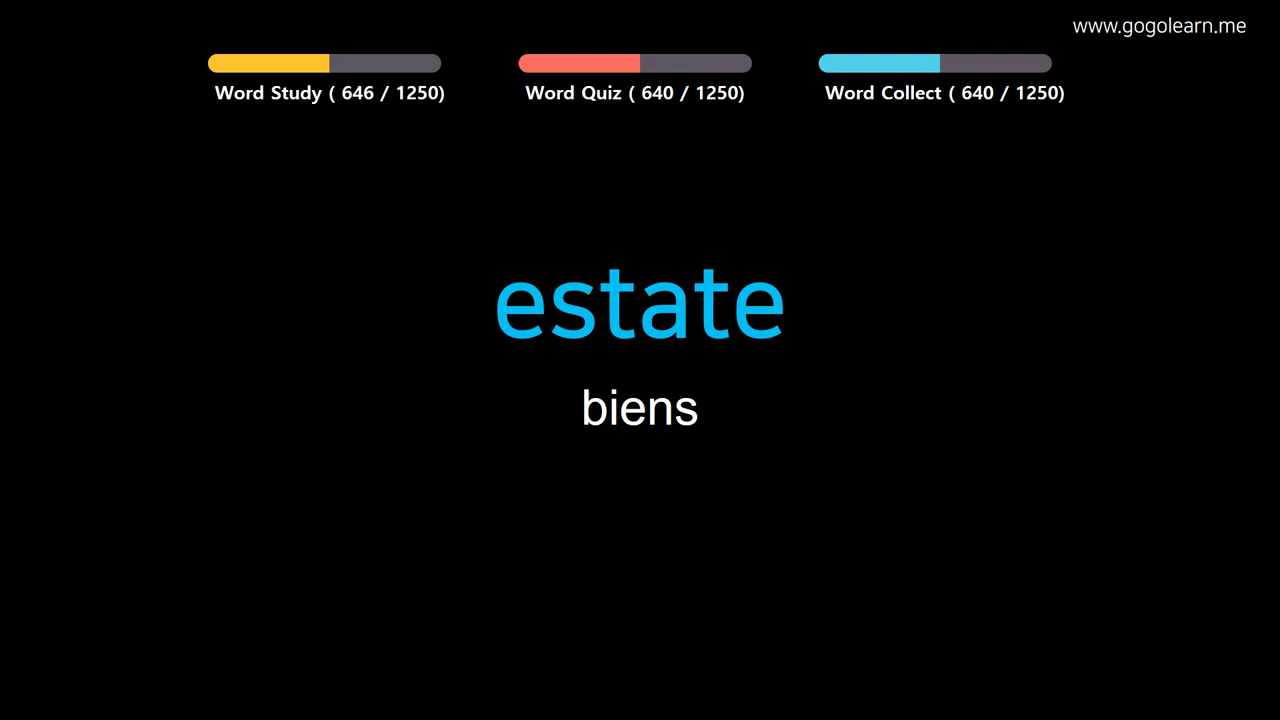 www.gogolearn.me
Word Study ( 646 / 1250)
Word Quiz ( 640 / 1250)
Word Collect ( 640 / 1250)
estate
biens